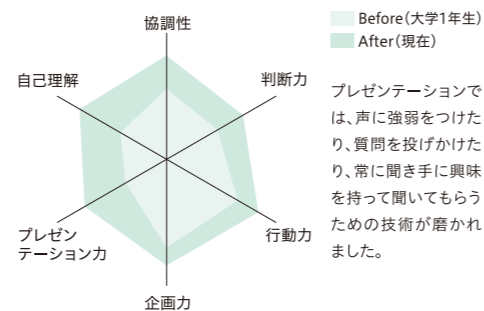 協調性
判断力
行動力
企画力
プレゼン
テーション力
自己理解
Before（大学1年生）
After（現在）
プレゼンテーションで
は、声に強弱をつけた
り、質問を投げかけた
り、常に聞き手に興味
を持って聞いてもらう
ための技術が磨かれ
ました。